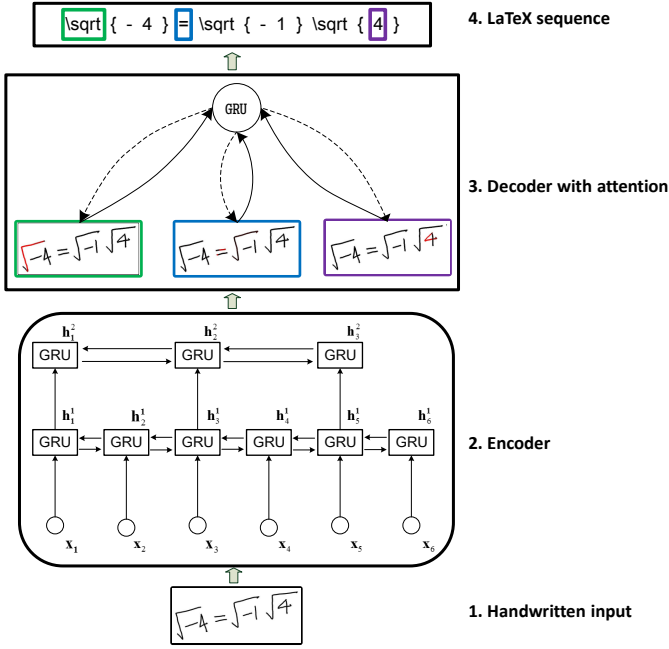 \sqrt { - 4 } = \sqrt { - 1 } \sqrt { 4 }
4. LaTeX sequence
GRU
3. Decoder with attention
√-4 = √-1 √4
√-4 = √-1 √4
√-4 = √-1 √4
h₁² h₂² h₃²
GRU GRU GRU
h₁¹ h₂¹ h₃¹ h₄¹ h₅¹ h₆¹
GRU GRU GRU GRU GRU GRU
2. Encoder
x₁ x₂ x₃ x₄ x₅ x₆
√-4 = √-1 √4
1. Handwritten input